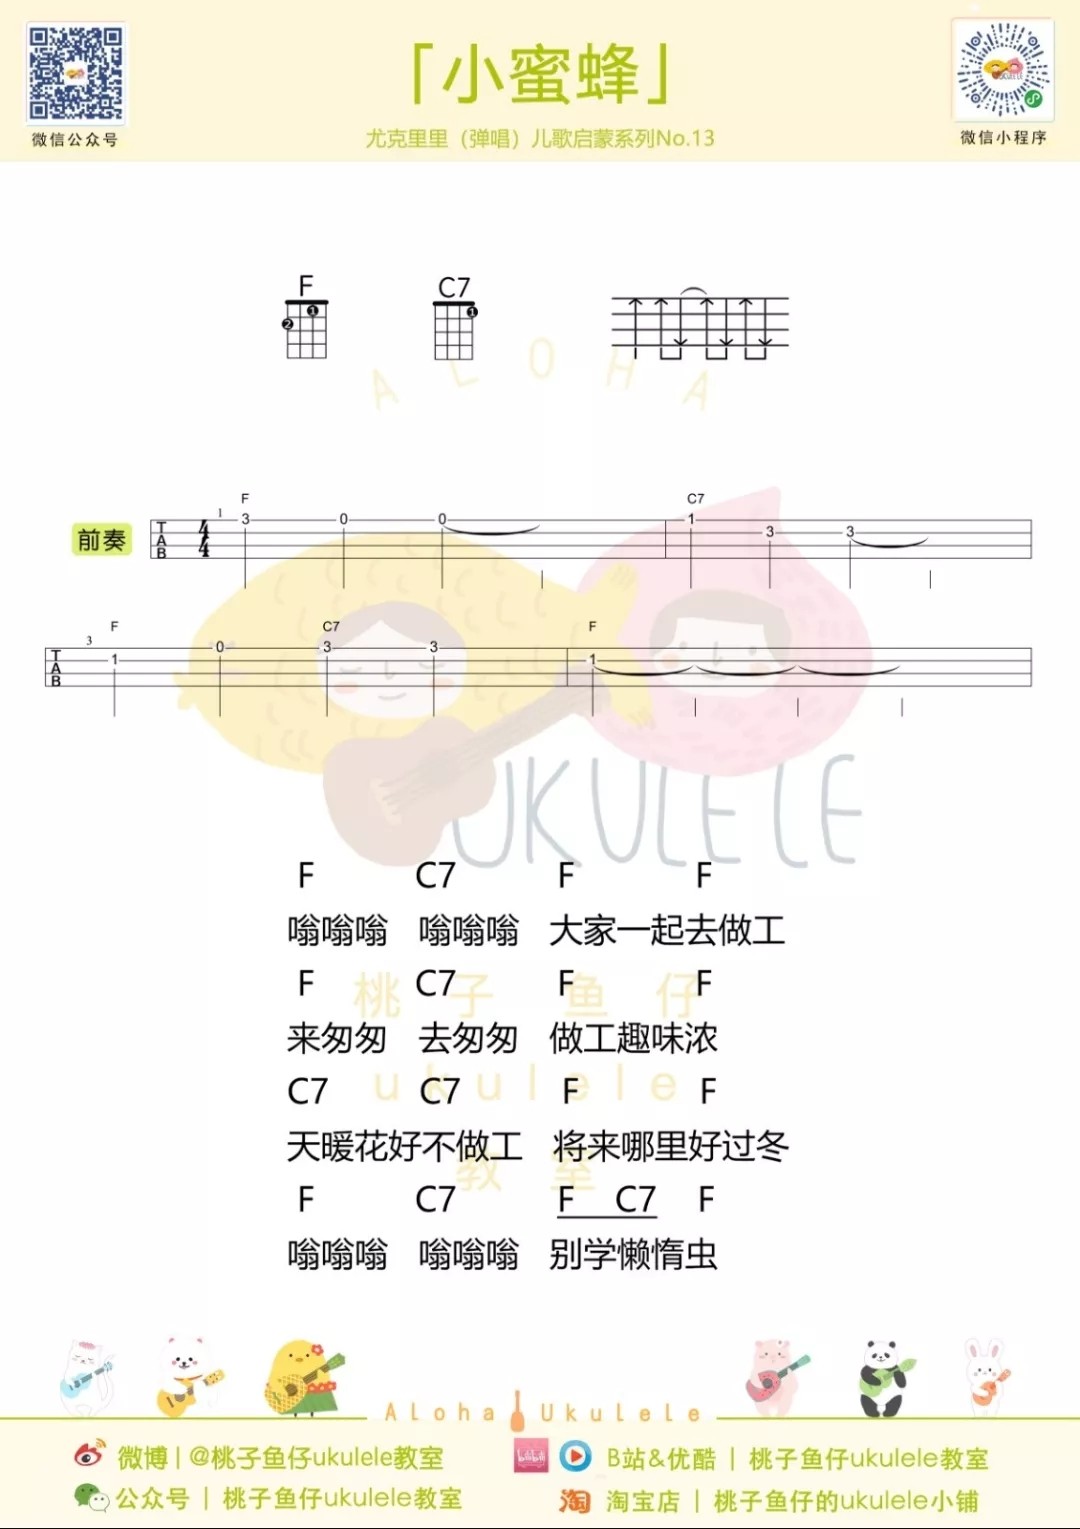 「小蜜蜂」
尤克里里（弹唱）儿歌启蒙系列No.13
微信公众号
微信小程序
F C7
ALOHA
前奏
F C7
1
T A B 4 4 3 0 0 1 3 3
F C7 F
3
T A B 1 0 3 3 1
UKULELE
F C7 F F
嗡嗡嗡 嗡嗡嗡 大家一起去做工
桃子鱼仔
F C7 F F
来匆匆 去匆匆 做工趣味浓
ukulele
C7 C7 F F
天暖花好不做工 将来哪里好过冬
教室
F C7 F C7 F
嗡嗡嗡 嗡嗡嗡 别学懒惰虫
ALoha UkuLeLe
微博 | @桃子鱼仔ukulele教室
B站&优酷 | 桃子鱼仔ukulele教室
公众号 | 桃子鱼仔ukulele教室
淘 淘宝店 | 桃子鱼仔的ukulele小铺